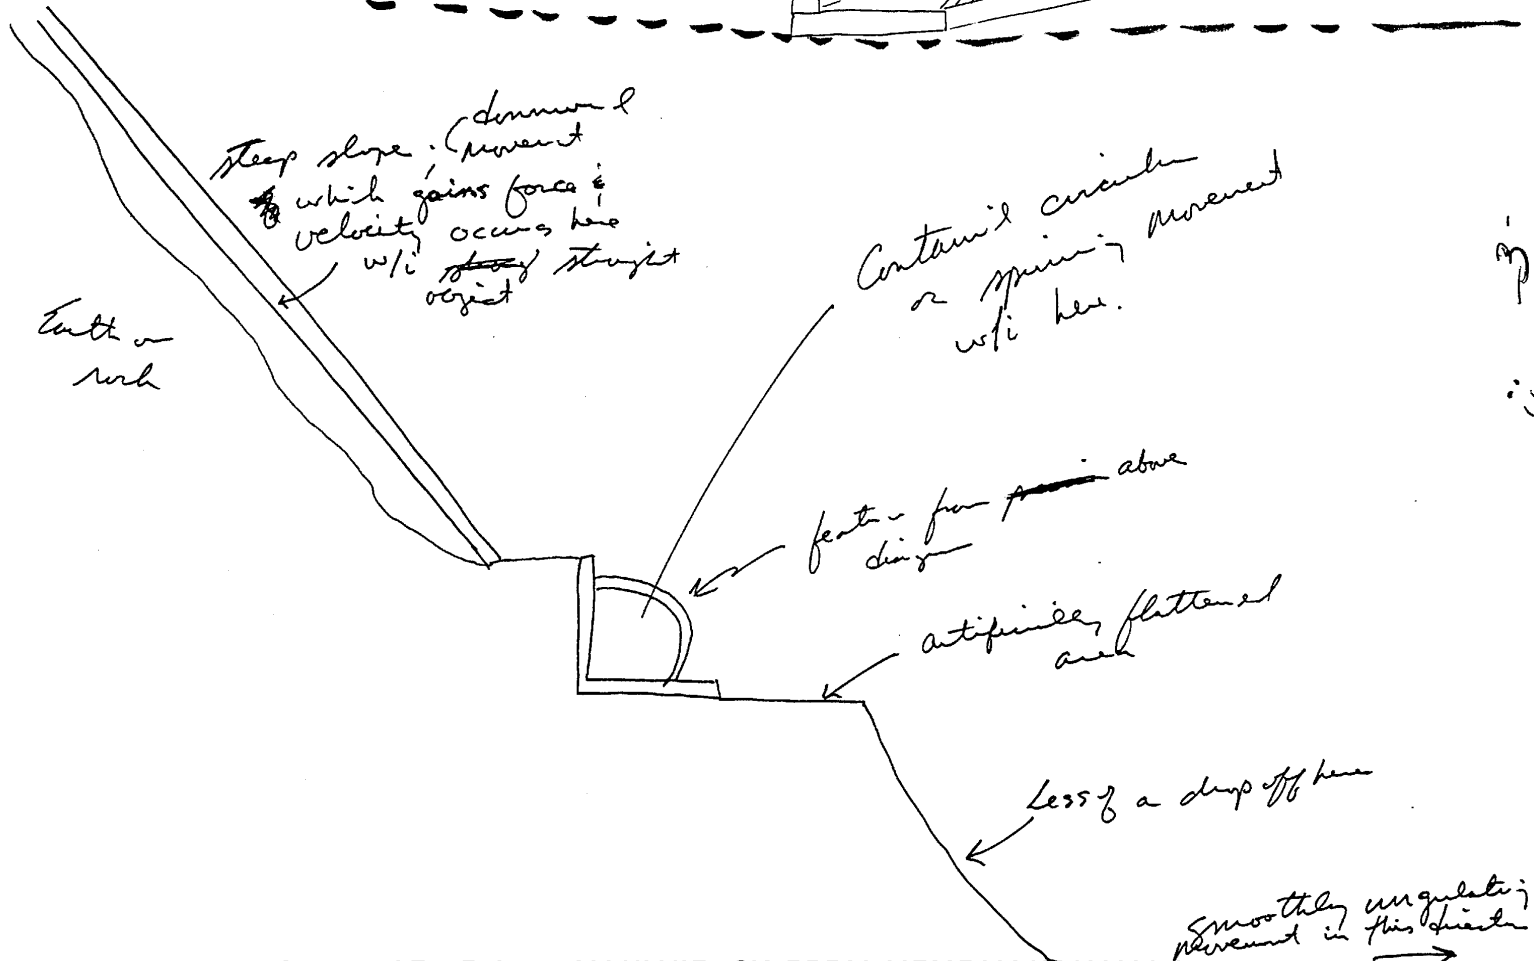 steep slope. (downward
movement
which gains force &
velocity occurs here
w/i straight
object
Earth or
rock
Contained circular
or spinning movement
w/i here.
feature from above
diagram
artificially flattened
area
Less of a drop off here
smoothly ungulating
movement in this direction